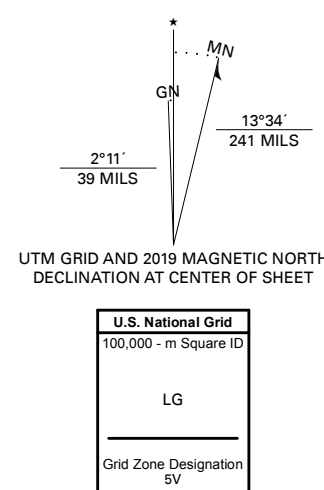 ★
MN
GN
13°34´
241 MILS
2°11´
39 MILS
UTM GRID AND 2019 MAGNETIC NORTH
DECLINATION AT CENTER OF SHEET
U.S. National Grid
100,000 - m Square ID
LG
Grid Zone Designation
5V